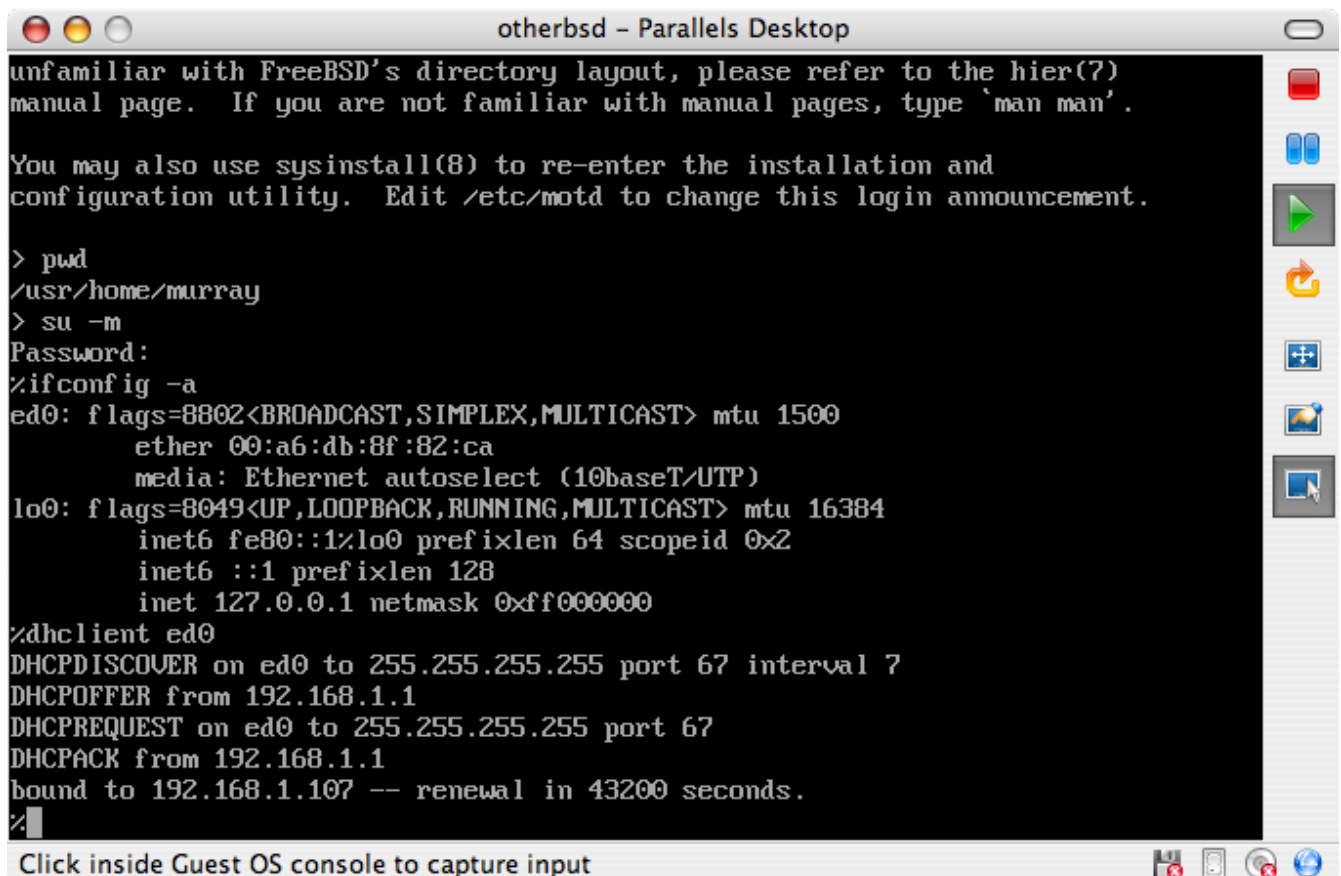 otherbsd – Parallels Desktop
unfamiliar with FreeBSD's directory layout, please refer to the hier(7)
manual page.  If you are not familiar with manual pages, type `man man'.
You may also use sysinstall(8) to re-enter the installation and
configuration utility.  Edit /etc/motd to change this login announcement.
> pwd
/usr/home/murray
> su -m
Password:
%ifconfig -a
ed0: flags=8802<BROADCAST,SIMPLEX,MULTICAST> mtu 1500
        ether 00:a6:db:8f:82:ca
        media: Ethernet autoselect (10baseT/UTP)
lo0: flags=8049<UP,LOOPBACK,RUNNING,MULTICAST> mtu 16384
        inet6 fe80::1%lo0 prefixlen 64 scopeid 0x2
        inet6 ::1 prefixlen 128
        inet 127.0.0.1 netmask 0xff000000
%dhclient ed0
DHCPDISCOVER on ed0 to 255.255.255.255 port 67 interval 7
DHCPOFFER from 192.168.1.1
DHCPREQUEST on ed0 to 255.255.255.255 port 67
DHCPACK from 192.168.1.1
bound to 192.168.1.107 -- renewal in 43200 seconds.
%
Click inside Guest OS console to capture input